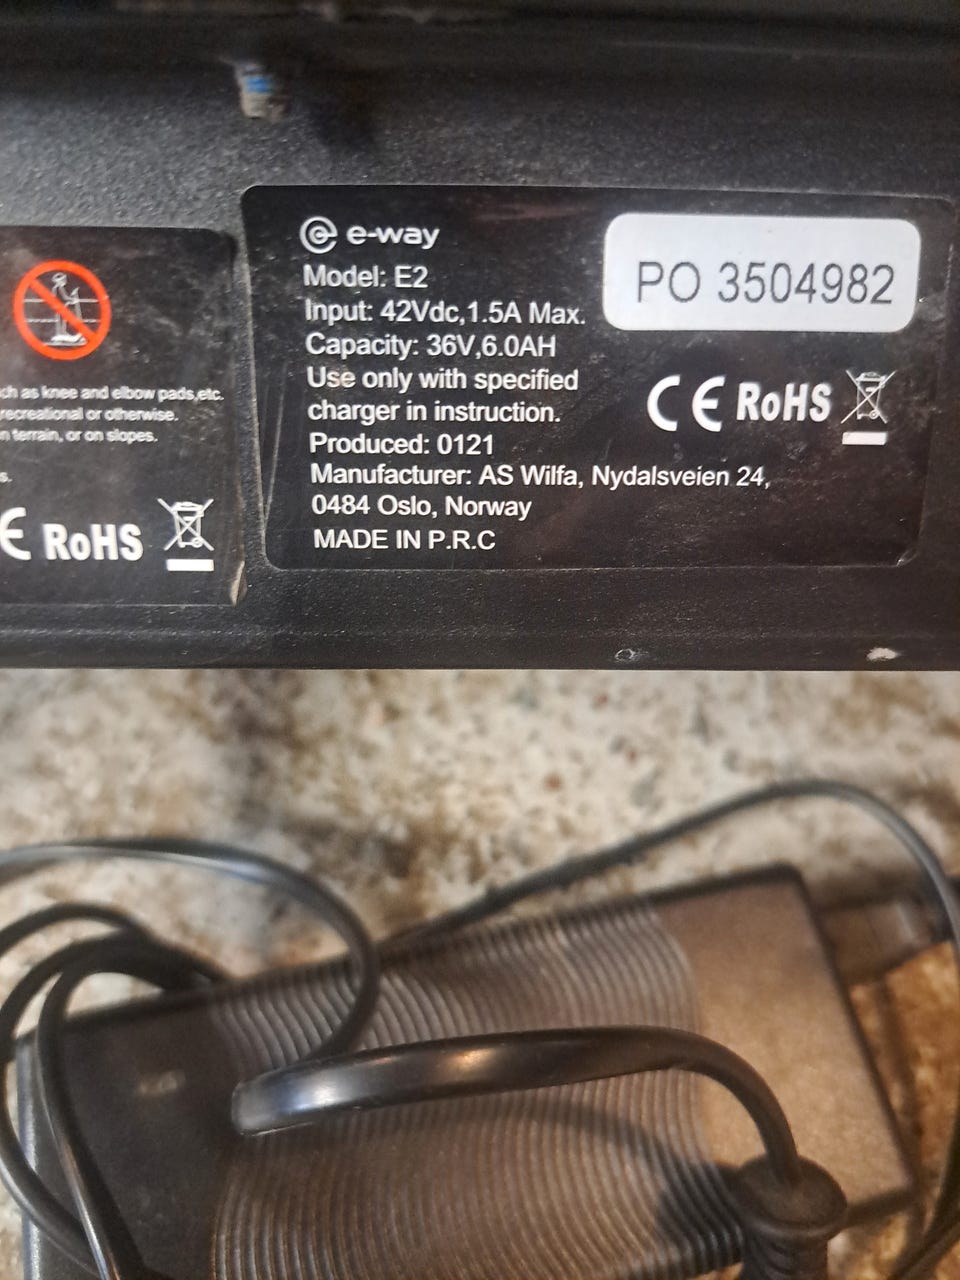 e-way
Model: E2
Input: 42Vdc,1.5A Max.
Capacity: 36V,6.0AH
Use only with specified
charger in instruction.
Produced: 0121
Manufacturer: AS Wilfa, Nydalsveien 24,
0484 Oslo, Norway
MADE IN P.R.C
PO 3504982
CE RoHS
ch as knee and elbow pads,etc.
recreational or otherwise.
n terrain, or on slopes.
s.
CE RoHS